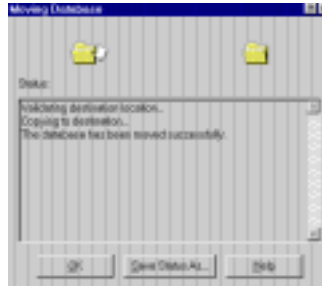 Moving Database
Status:
Validating destination location...
Copying to destination...
The database has been moved successfully.
OK
Save Status As...
Help